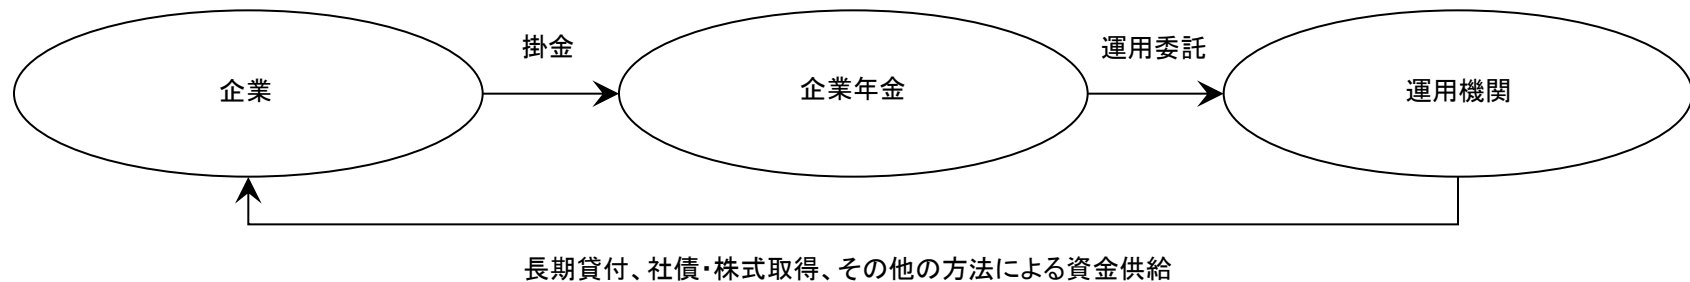 掛金
運用委託
企業
企業年金
運用機関
長期貸付、社債・株式取得、その他の方法による資金供給